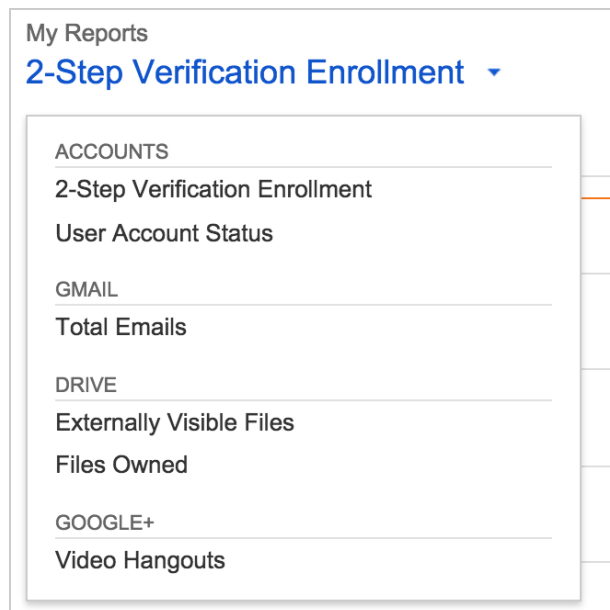 My Reports
2-Step Verification Enrollment
ACCOUNTS
2-Step Verification Enrollment
User Account Status
GMAIL
Total Emails
DRIVE
Externally Visible Files
Files Owned
GOOGLE+
Video Hangouts